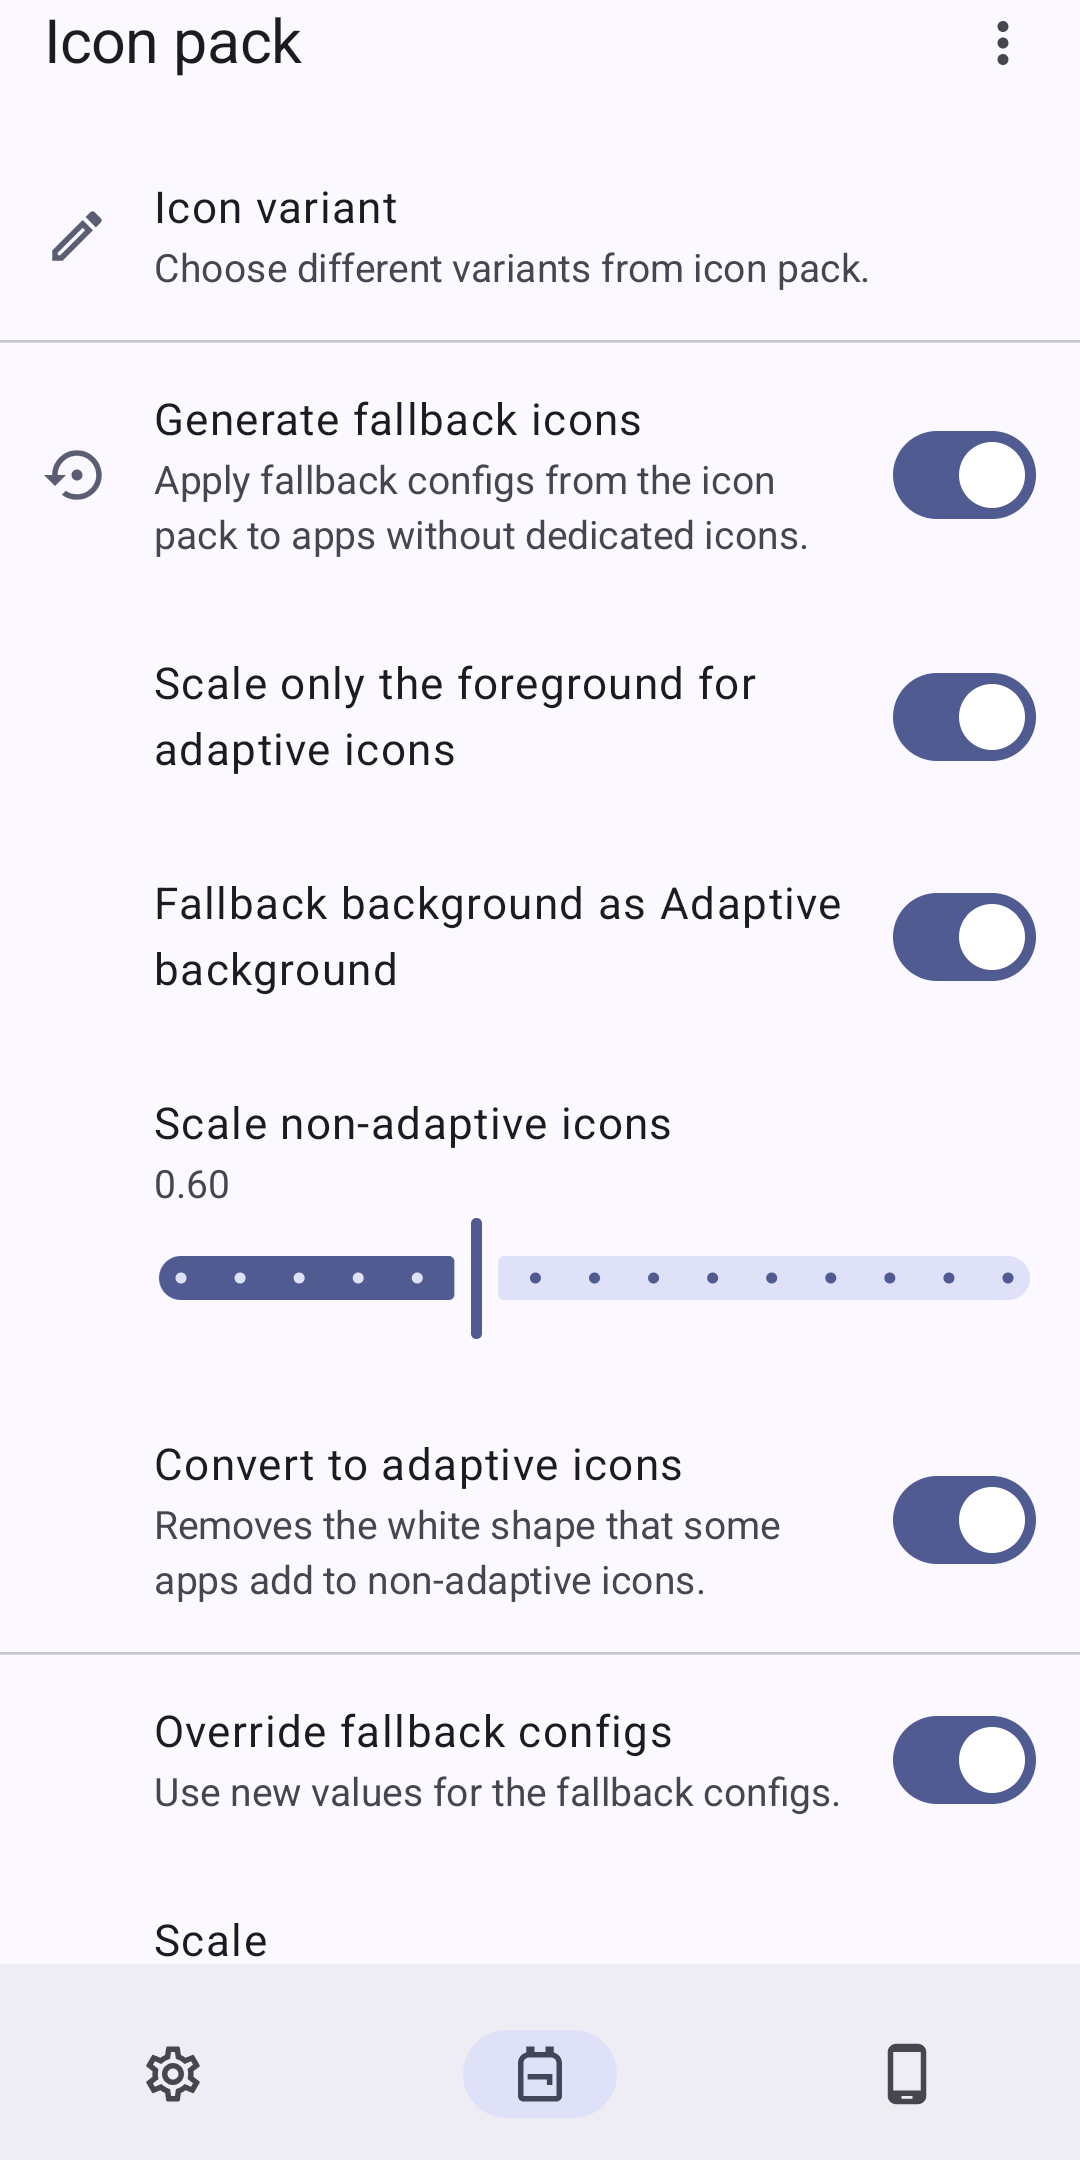 Icon pack
Icon variant
Choose different variants from icon pack.
Generate fallback icons
Apply fallback configs from the icon
pack to apps without dedicated icons.
Scale only the foreground for
adaptive icons
Fallback background as Adaptive
background
Scale non-adaptive icons
0.60
Convert to adaptive icons
Removes the white shape that some
apps add to non-adaptive icons.
Override fallback configs
Use new values for the fallback configs.
Scale